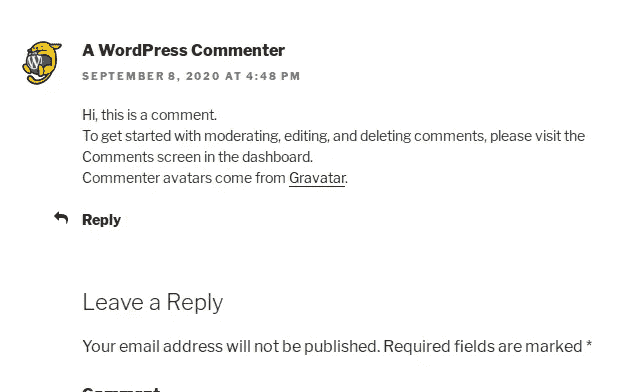 A WordPress Commenter
SEPTEMBER 8, 2020 AT 4:48 PM
Hi, this is a comment.
To get started with moderating, editing, and deleting comments, please visit the
Comments screen in the dashboard.
Commenter avatars come from Gravatar.
Reply
Leave a Reply
Your email address will not be published. Required fields are marked *
Comment